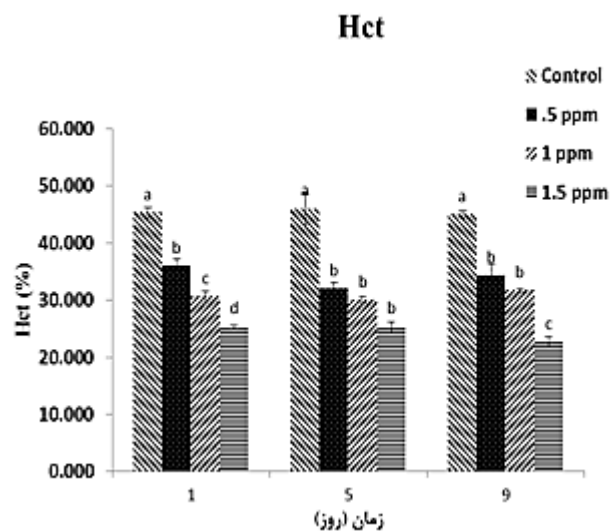 Hct
Control
.5 ppm
1 ppm
1.5 ppm
60.000
50.000
40.000
30.000
20.000
10.000
0.000
Hct (%)
a
b
c
d
a
b
b
b
a
b
b
c
1
5
9
زمان (روز)